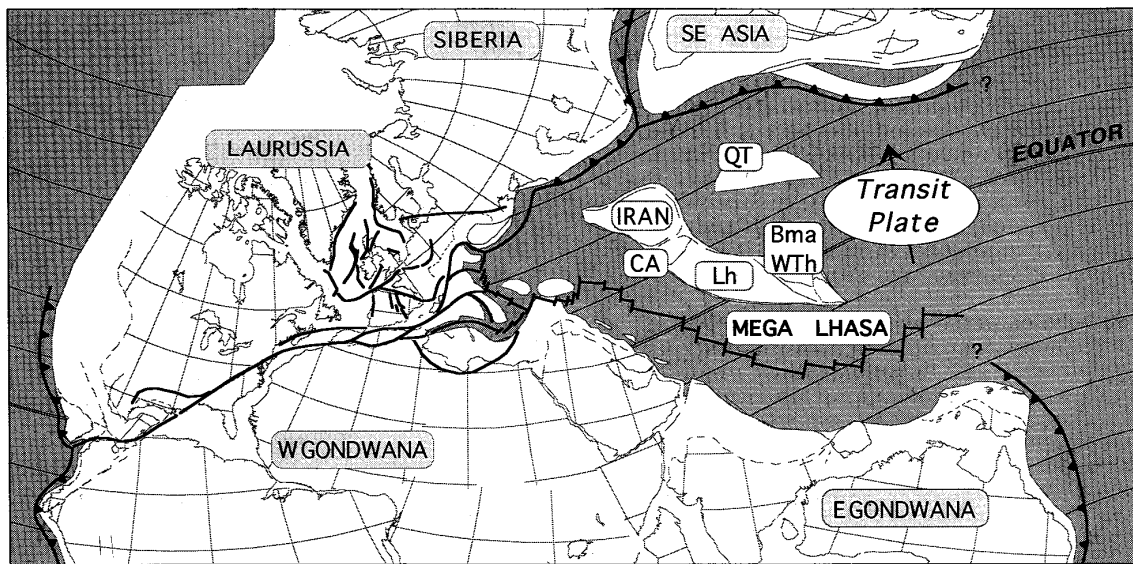 SIBERIA
SE ASIA
?
LAURUSSIA
QT
EQUATOR
Transit
Plate
IRAN
Bma
WTh
CA
Lh
MEGA LHASA
?
W GONDWANA
E GONDWANA